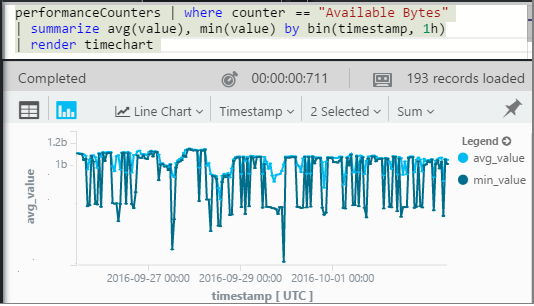 performanceCounters | where counter == "Available Bytes"
| summarize avg(value), min(value) by bin(timestamp, 1h)
| render timechart
Completed 00:00:00:711 193 records loaded
Line Chart Timestamp 2 Selected Sum
Legend
avg_value
min_value
1.2b
1b
avg_value
2016-09-27 00:00 2016-09-29 00:00 2016-10-01 00:00
timestamp [ UTC ]